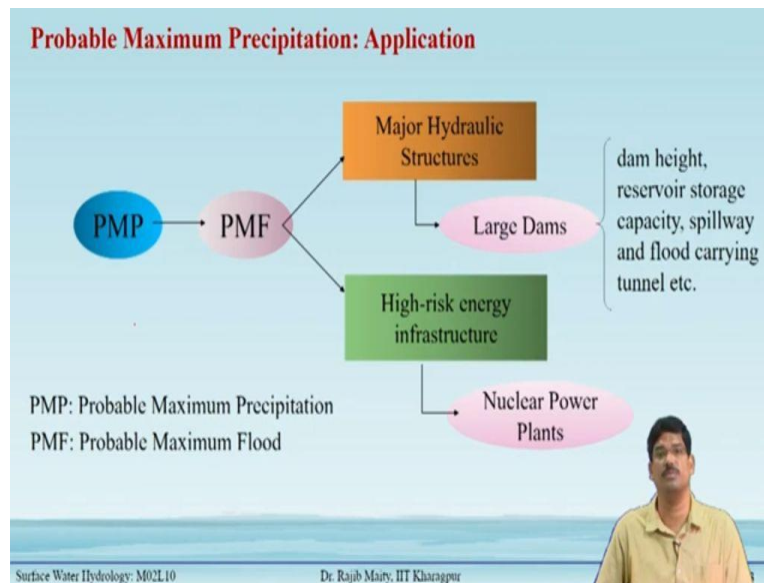 Probable Maximum Precipitation: Application
PMP
PMF
Major Hydraulic
Structures
Large Dams
dam height,
reservoir storage
capacity, spillway
and flood carrying
tunnel etc.
High-risk energy
infrastructure
Nuclear Power
Plants
PMP: Probable Maximum Precipitation
PMF: Probable Maximum Flood
Surface Water Hydrology: M02L10
Dr. Rajib Maity, IIT Kharagpur